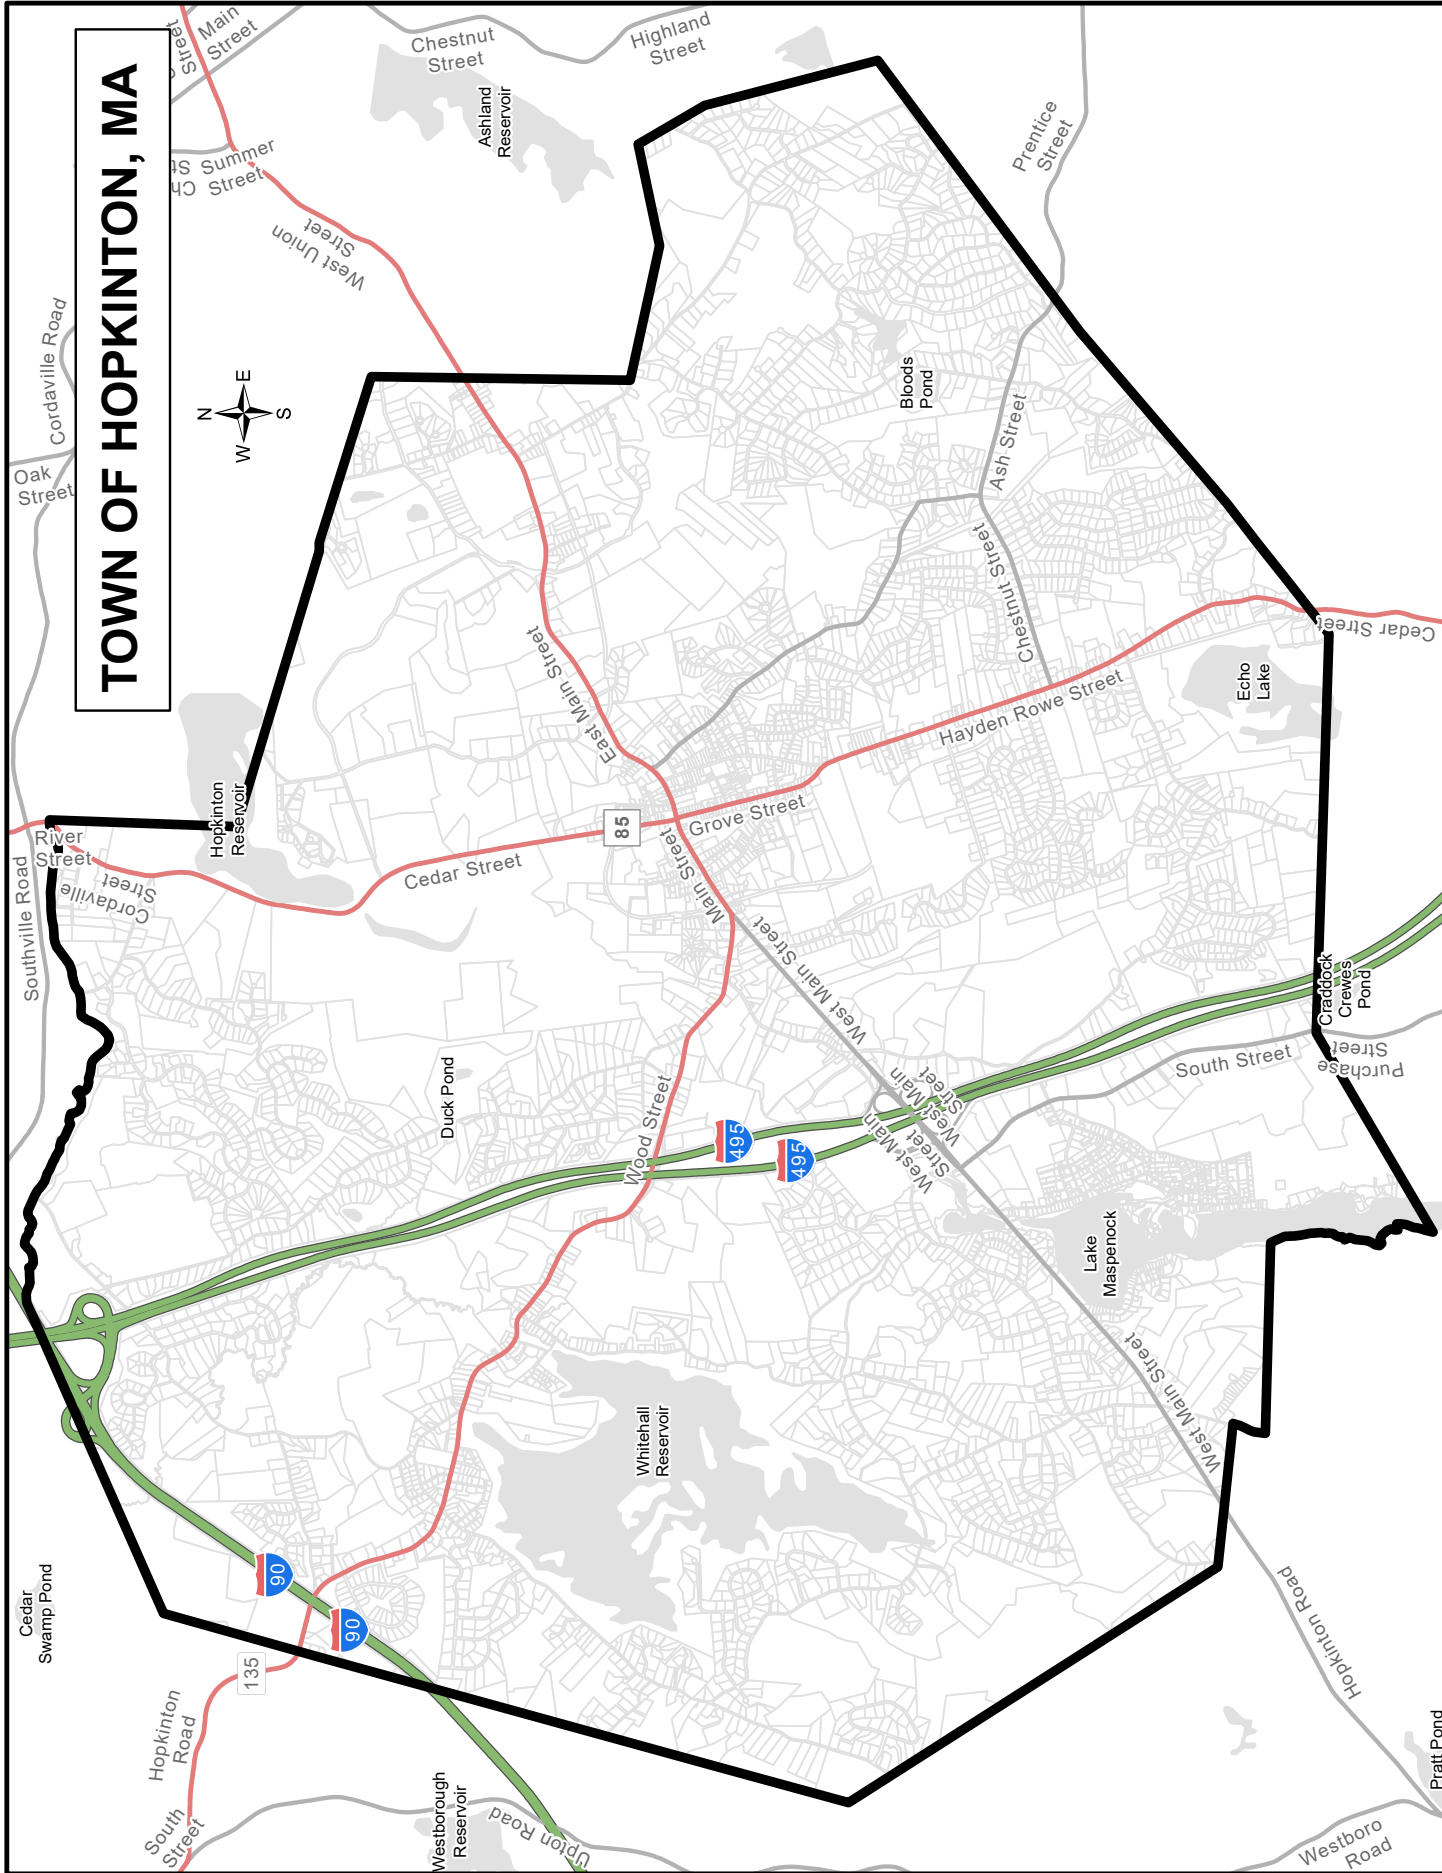 TOWN OF HOPKINTON, MA
N
W
E
S
Cedar
Swamp Pond
Southville Road
River
Street
Cordaville
Street
Oak
Street
Cordaville Road
Main
Street
Street
Summer
Street
Ch
St
West Union
Street
Chestnut
Street
Highland
Street
Ashland
Reservoir
Hopkinton
Reservoir
Cedar Street
85
East Main Street
Main Street
Grove Street
Duck Pond
Wood Street
495
495
90
90
135
Hopkinton
Road
South
Street
Westborough
Reservoir
Upton Road
Whitehall
Reservoir
West Main Street
West Main
Street
West Main
Street
Lake
Maspenock
West Main Street
Hopkinton Road
Westboro
Road
Pratt Pond
South Street
Purchase
Street
Craddock
Crewes
Pond
Hayden Rowe Street
Chestnut Street
Ash Street
Bloods
Pond
Prentice
Street
Echo
Lake
Cedar Street